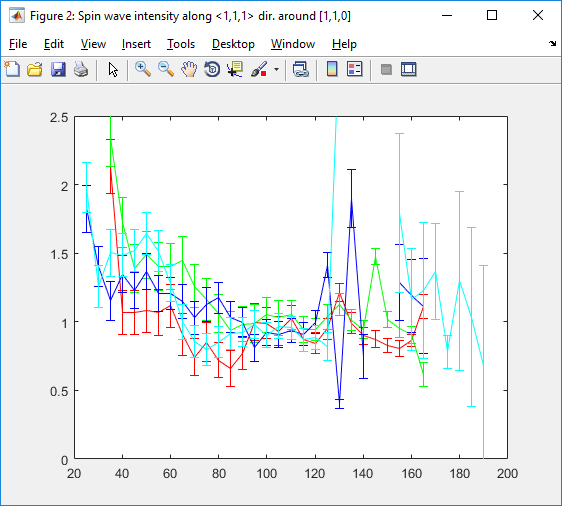 Figure 2: Spin wave intensity along <1,1,1> dir. around [1,1,0]
File Edit View Insert Tools Desktop Window Help
2.5
2
1.5
1
0.5
0
20 40 60 80 100 120 140 160 180 200